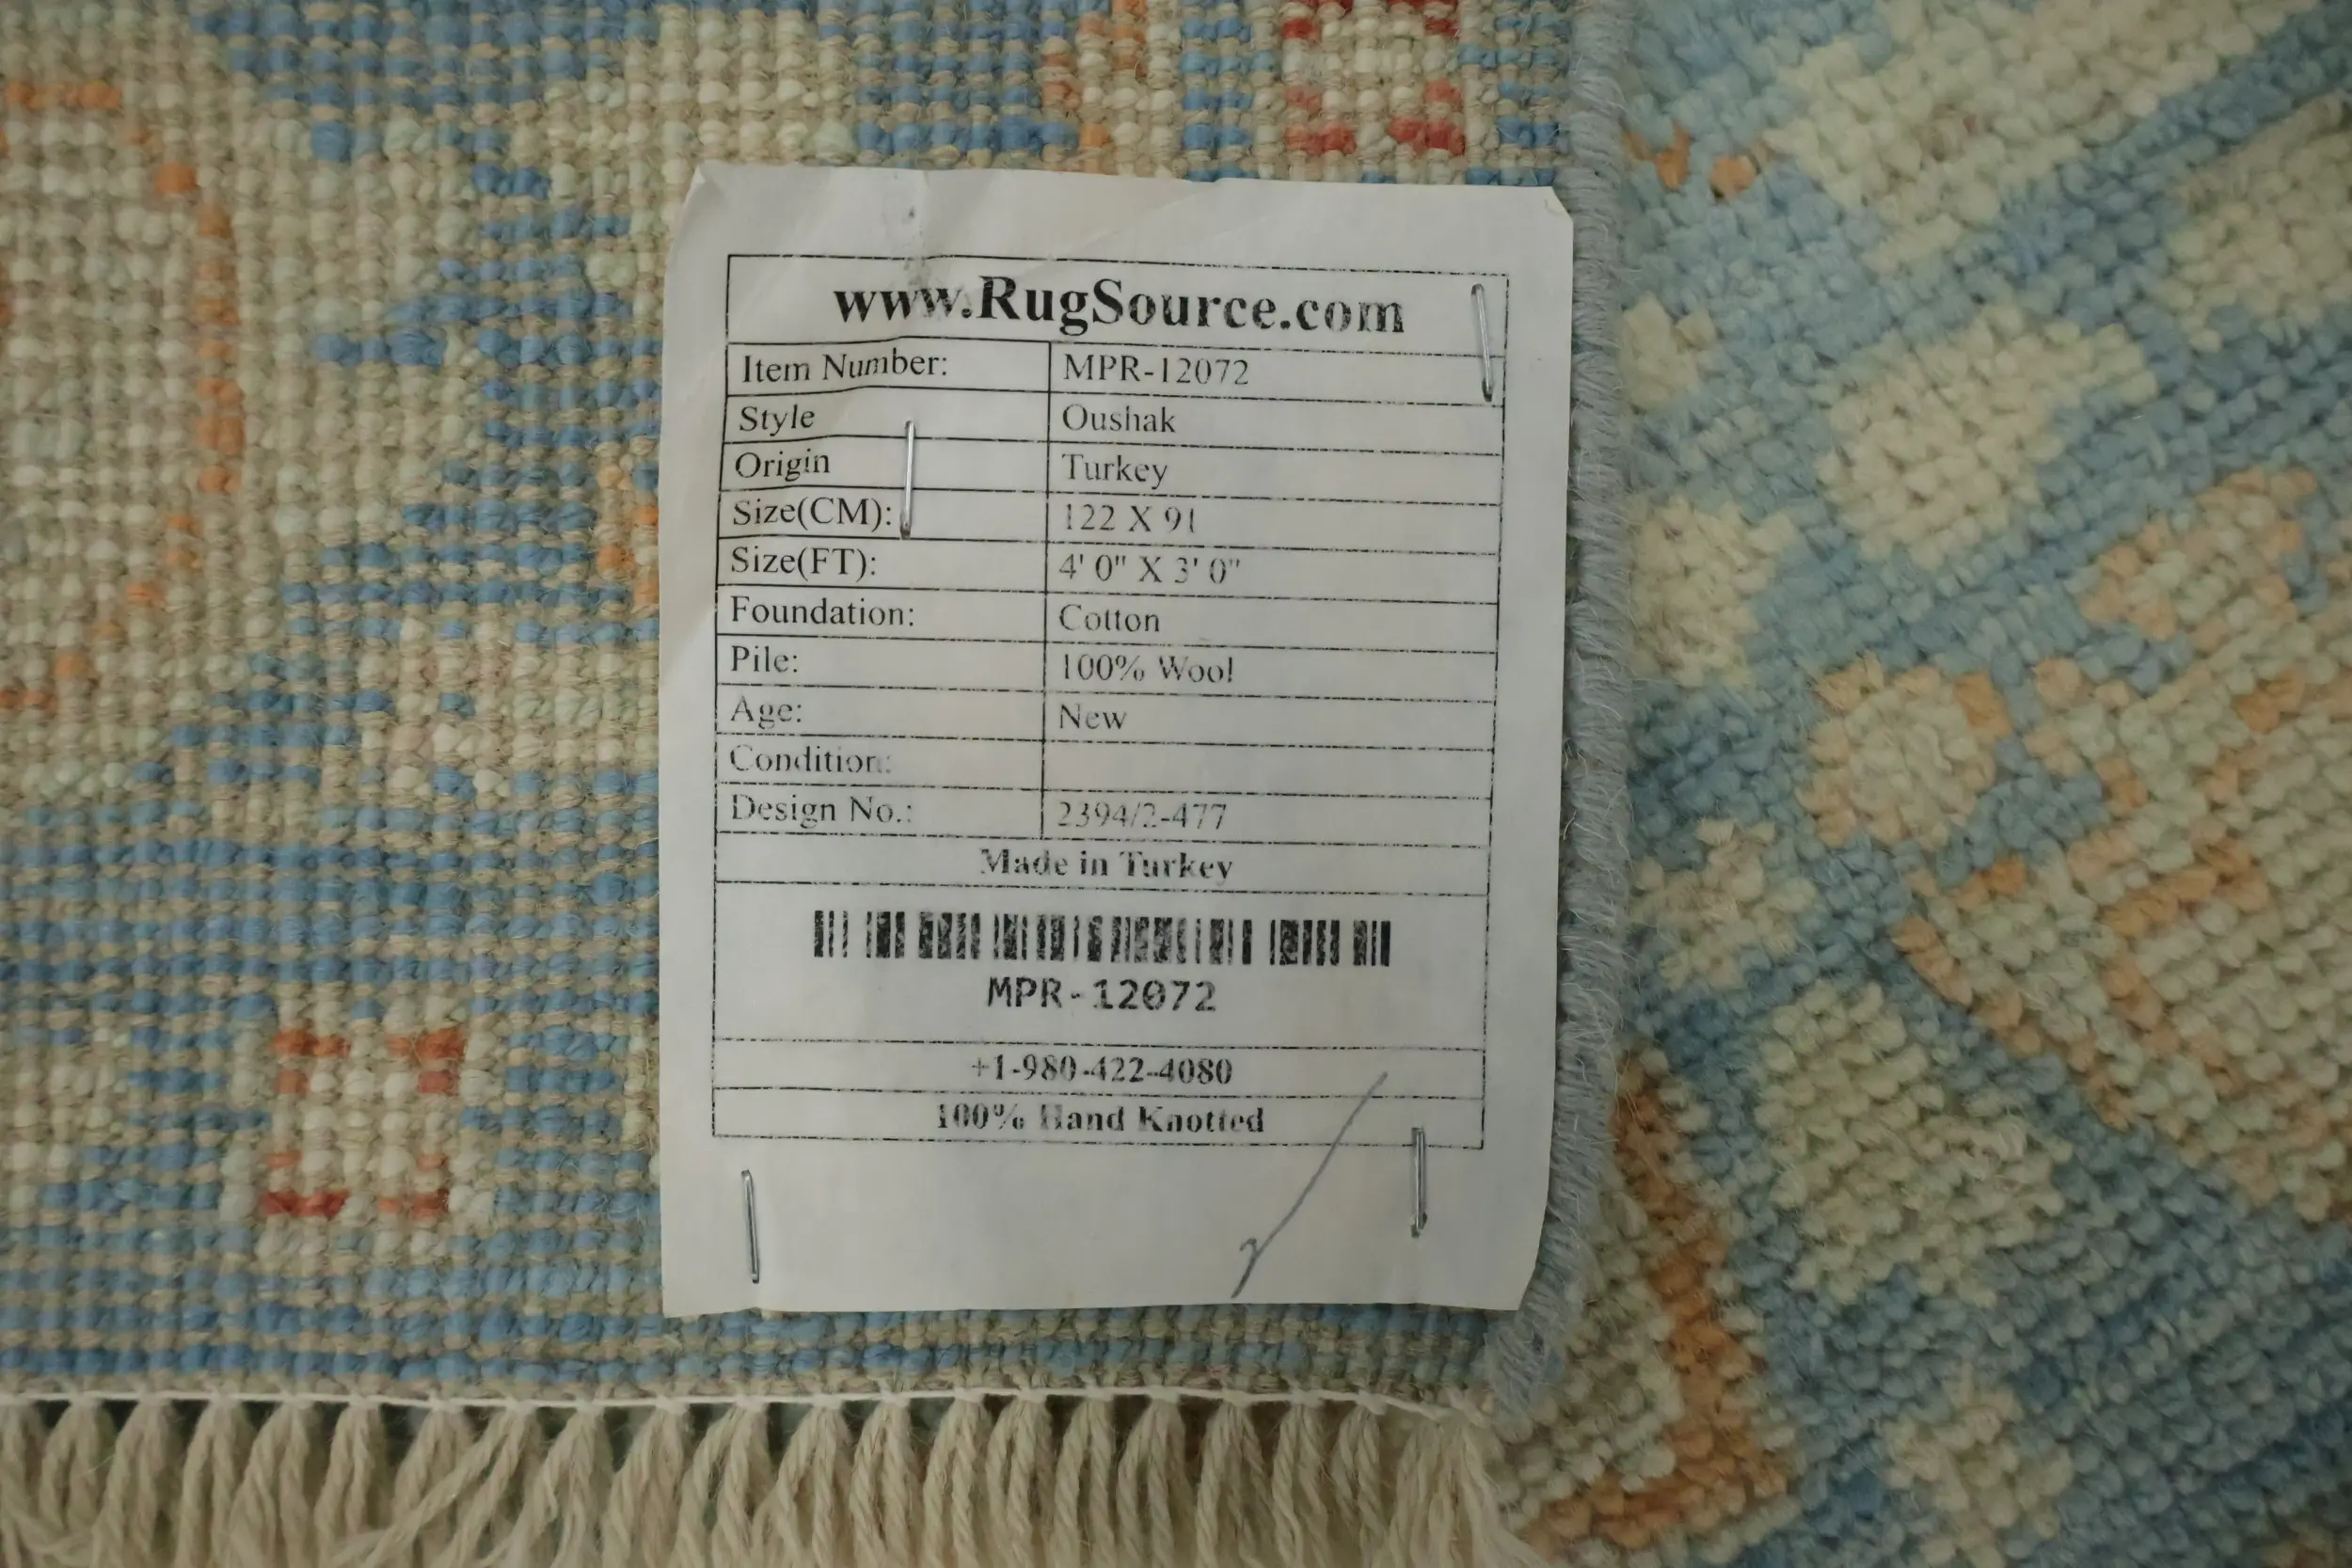 www.RugSource.com
Item Number: MPR-12072
Style Oushak
Origin Turkey
Size(CM): 122 X 91
Size(FT): 4' 0" X 3' 0"
Foundation: Cotton
Pile: 100% Wool
Age: New
Condition:
Design No.: 2394/2-477
Made in Turkey
MPR-12072
+1-980-422-4080
100% Hand Knotted